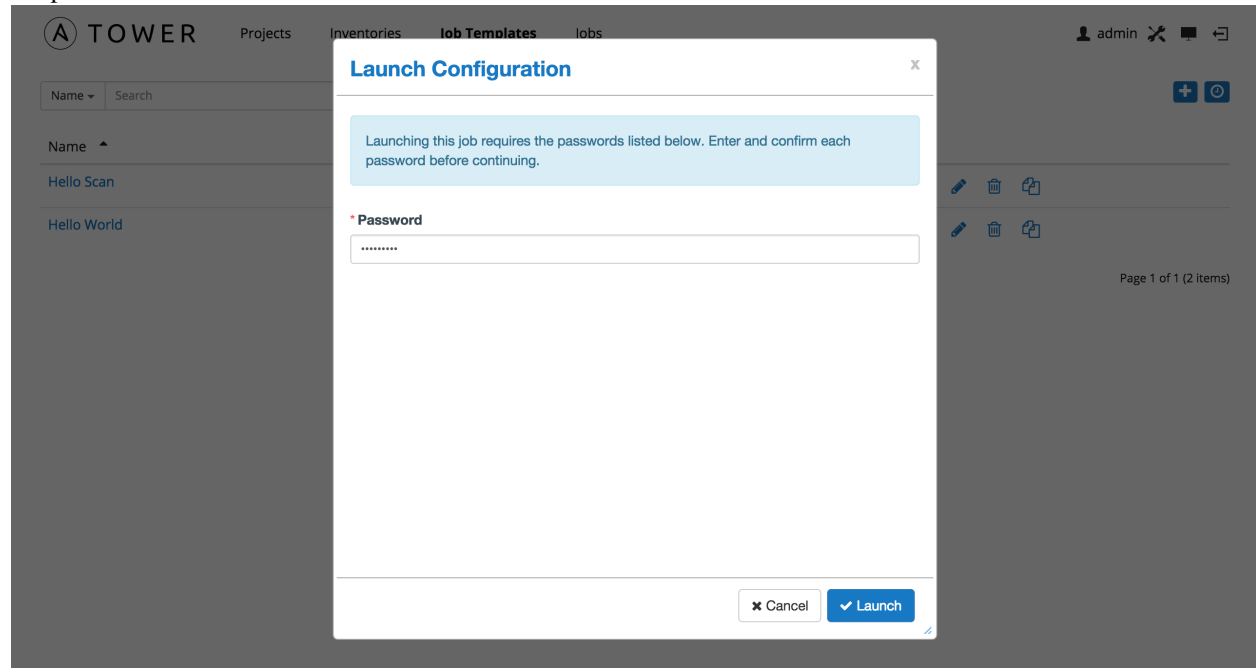 TOWER Projects Inventories Job Templates Jobs admin
Launch Configuration x
Name Search
Launching this job requires the passwords listed below. Enter and confirm each
password before continuing.
Name
Hello Scan
* Password
Hello World
•••••••••
Page 1 of 1 (2 items)
Cancel Launch